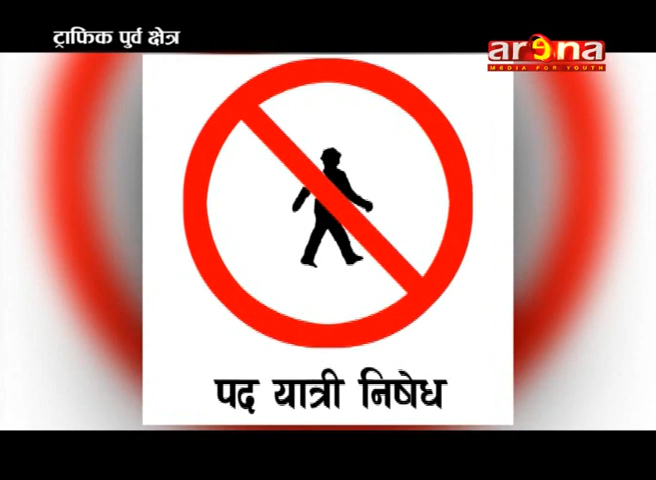 ट्राफिक पुर्व क्षेत्र
arena
MEDIA FOR YOUTH
पद यात्री निषेध